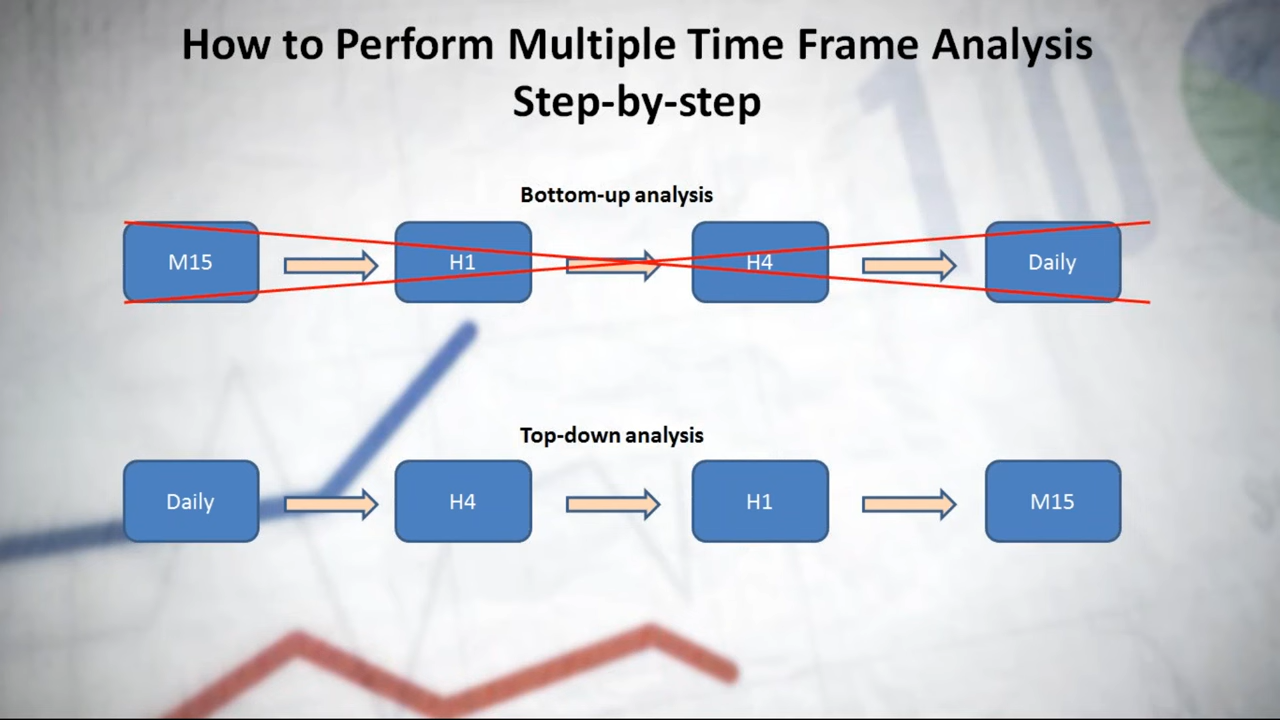 How to Perform Multiple Time Frame Analysis
Step-by-step
Bottom-up analysis
M15 H1 H4 Daily
Top-down analysis
Daily H4 H1 M15
10